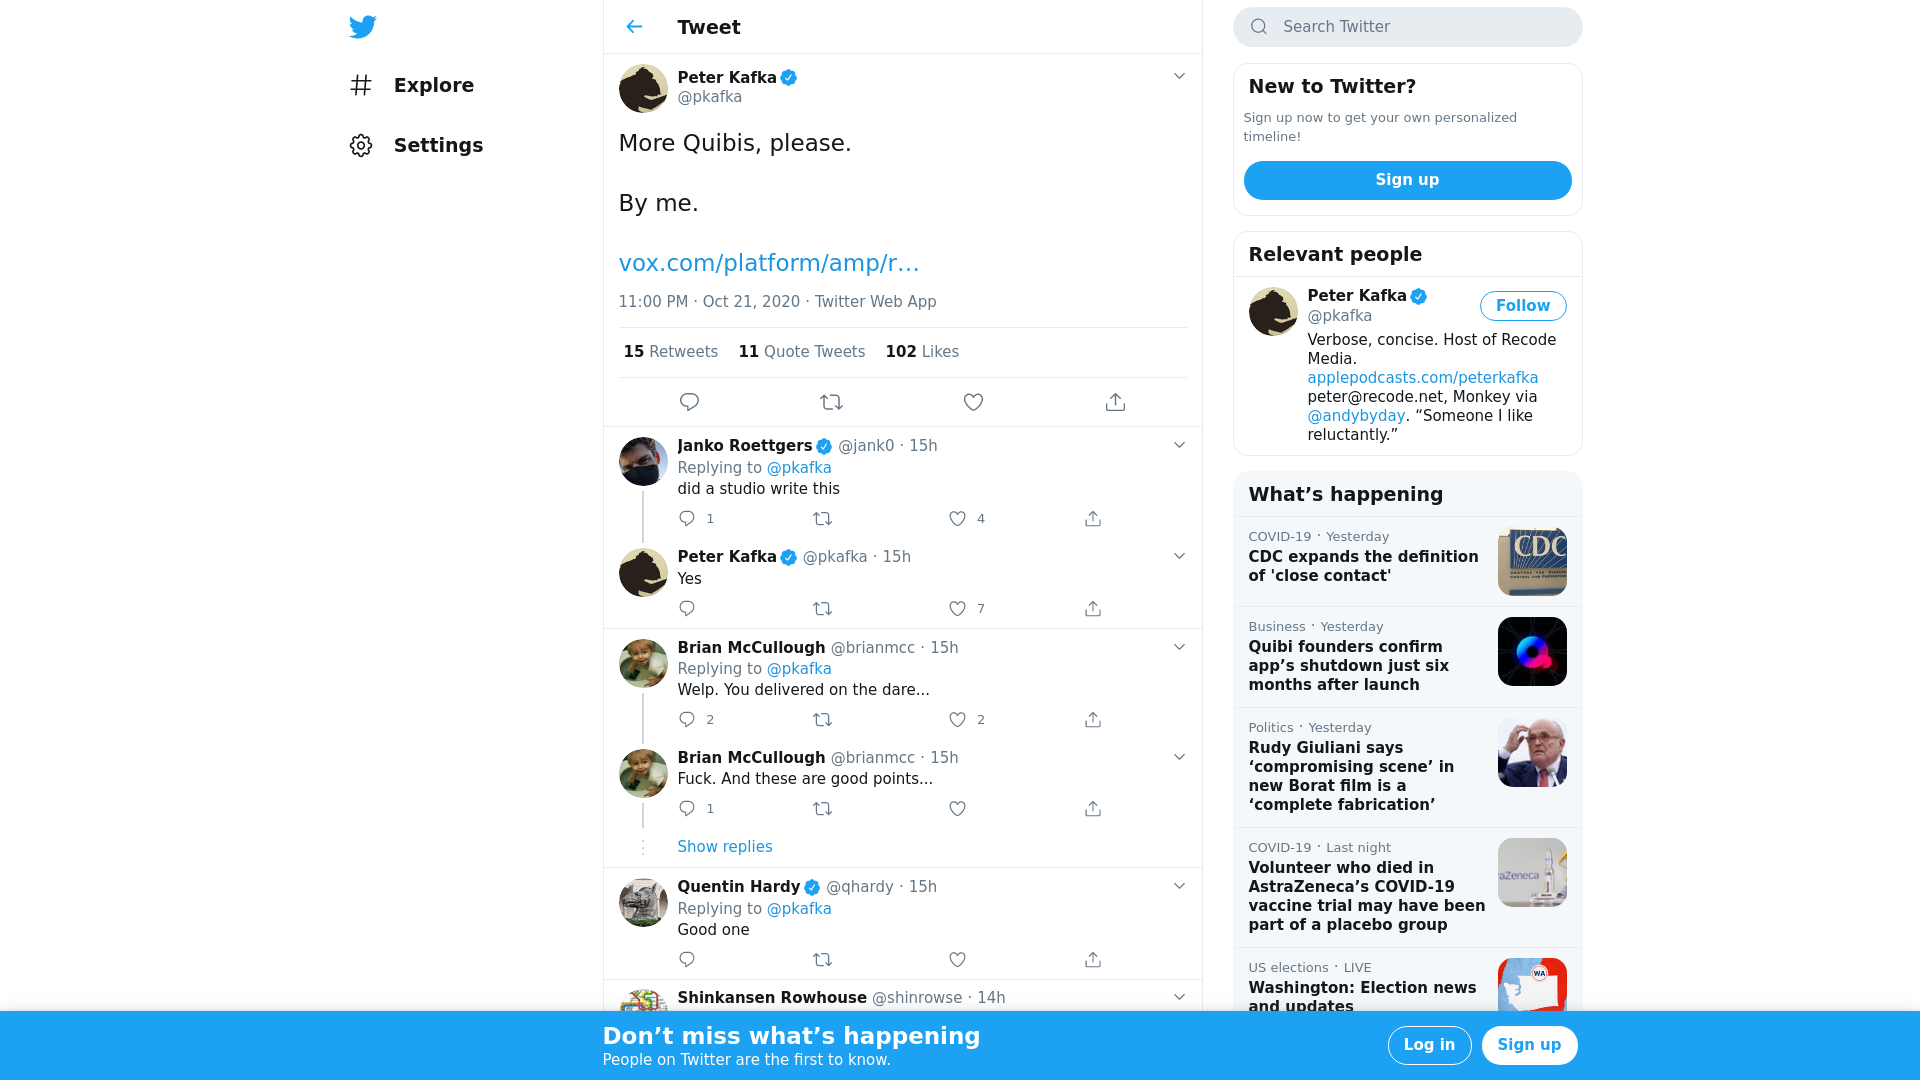 Explore
Settings
Tweet
Peter Kafka
@pkafka
More Quibis, please.
By me.
vox.com/platform/amp/r…
11:00 PM · Oct 21, 2020 · Twitter Web App
15 Retweets 11 Quote Tweets 102 Likes
Janko Roettgers @jank0 · 15h
Replying to @pkafka
did a studio write this
1 4
Peter Kafka @pkafka · 15h
Yes
7
Brian McCullough @brianmcc · 15h
Replying to @pkafka
Welp. You delivered on the dare...
2 2
Brian McCullough @brianmcc · 15h
Fuck. And these are good points...
1
Show replies
Quentin Hardy @qhardy · 15h
Replying to @pkafka
Good one
Shinkansen Rowhouse @shinrowse · 14h
Search Twitter
New to Twitter?
Sign up now to get your own personalized
timeline!
Sign up
Relevant people
Peter Kafka
@pkafka
Follow
Verbose, concise. Host of Recode
Media.
applepodcasts.com/peterkafka
peter@recode.net, Monkey via
@andybyday. “Someone I like
reluctantly.”
What’s happening
COVID-19 · Yesterday
CDC expands the definition
of 'close contact'
CDC
Business · Yesterday
Quibi founders confirm
app’s shutdown just six
months after launch
Politics · Yesterday
Rudy Giuliani says
‘compromising scene’ in
new Borat film is a
‘complete fabrication’
COVID-19 · Last night
Volunteer who died in
AstraZeneca’s COVID-19
vaccine trial may have been
part of a placebo group
raZeneca
US elections · LIVE
Washington: Election news
and updates
WA
Don’t miss what’s happening
People on Twitter are the first to know.
Log in
Sign up